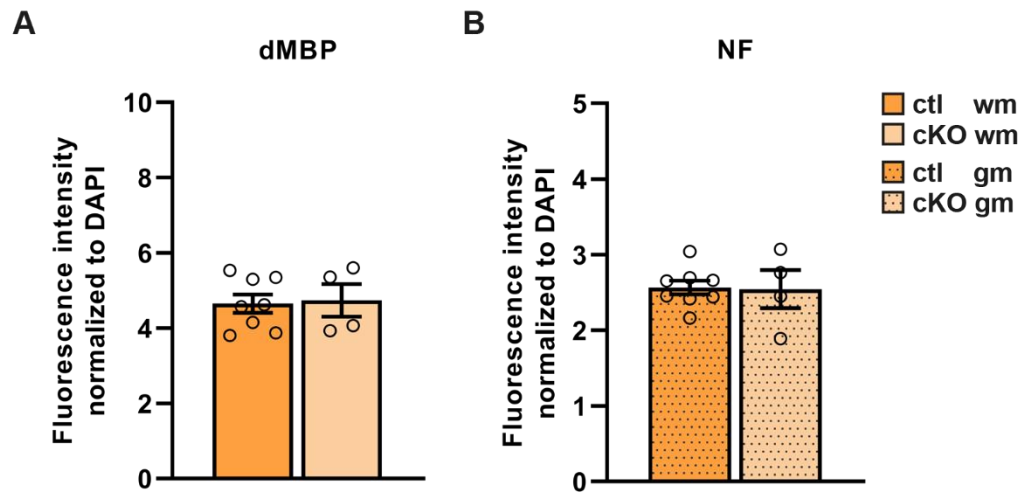 A
dMBP
Fluorescence intensity
normalized to DAPI
10
8
6
4
2
0
B
NF
Fluorescence intensity
normalized to DAPI
5
4
3
2
1
0
ctl wm
cKO wm
ctl gm
cKO gm